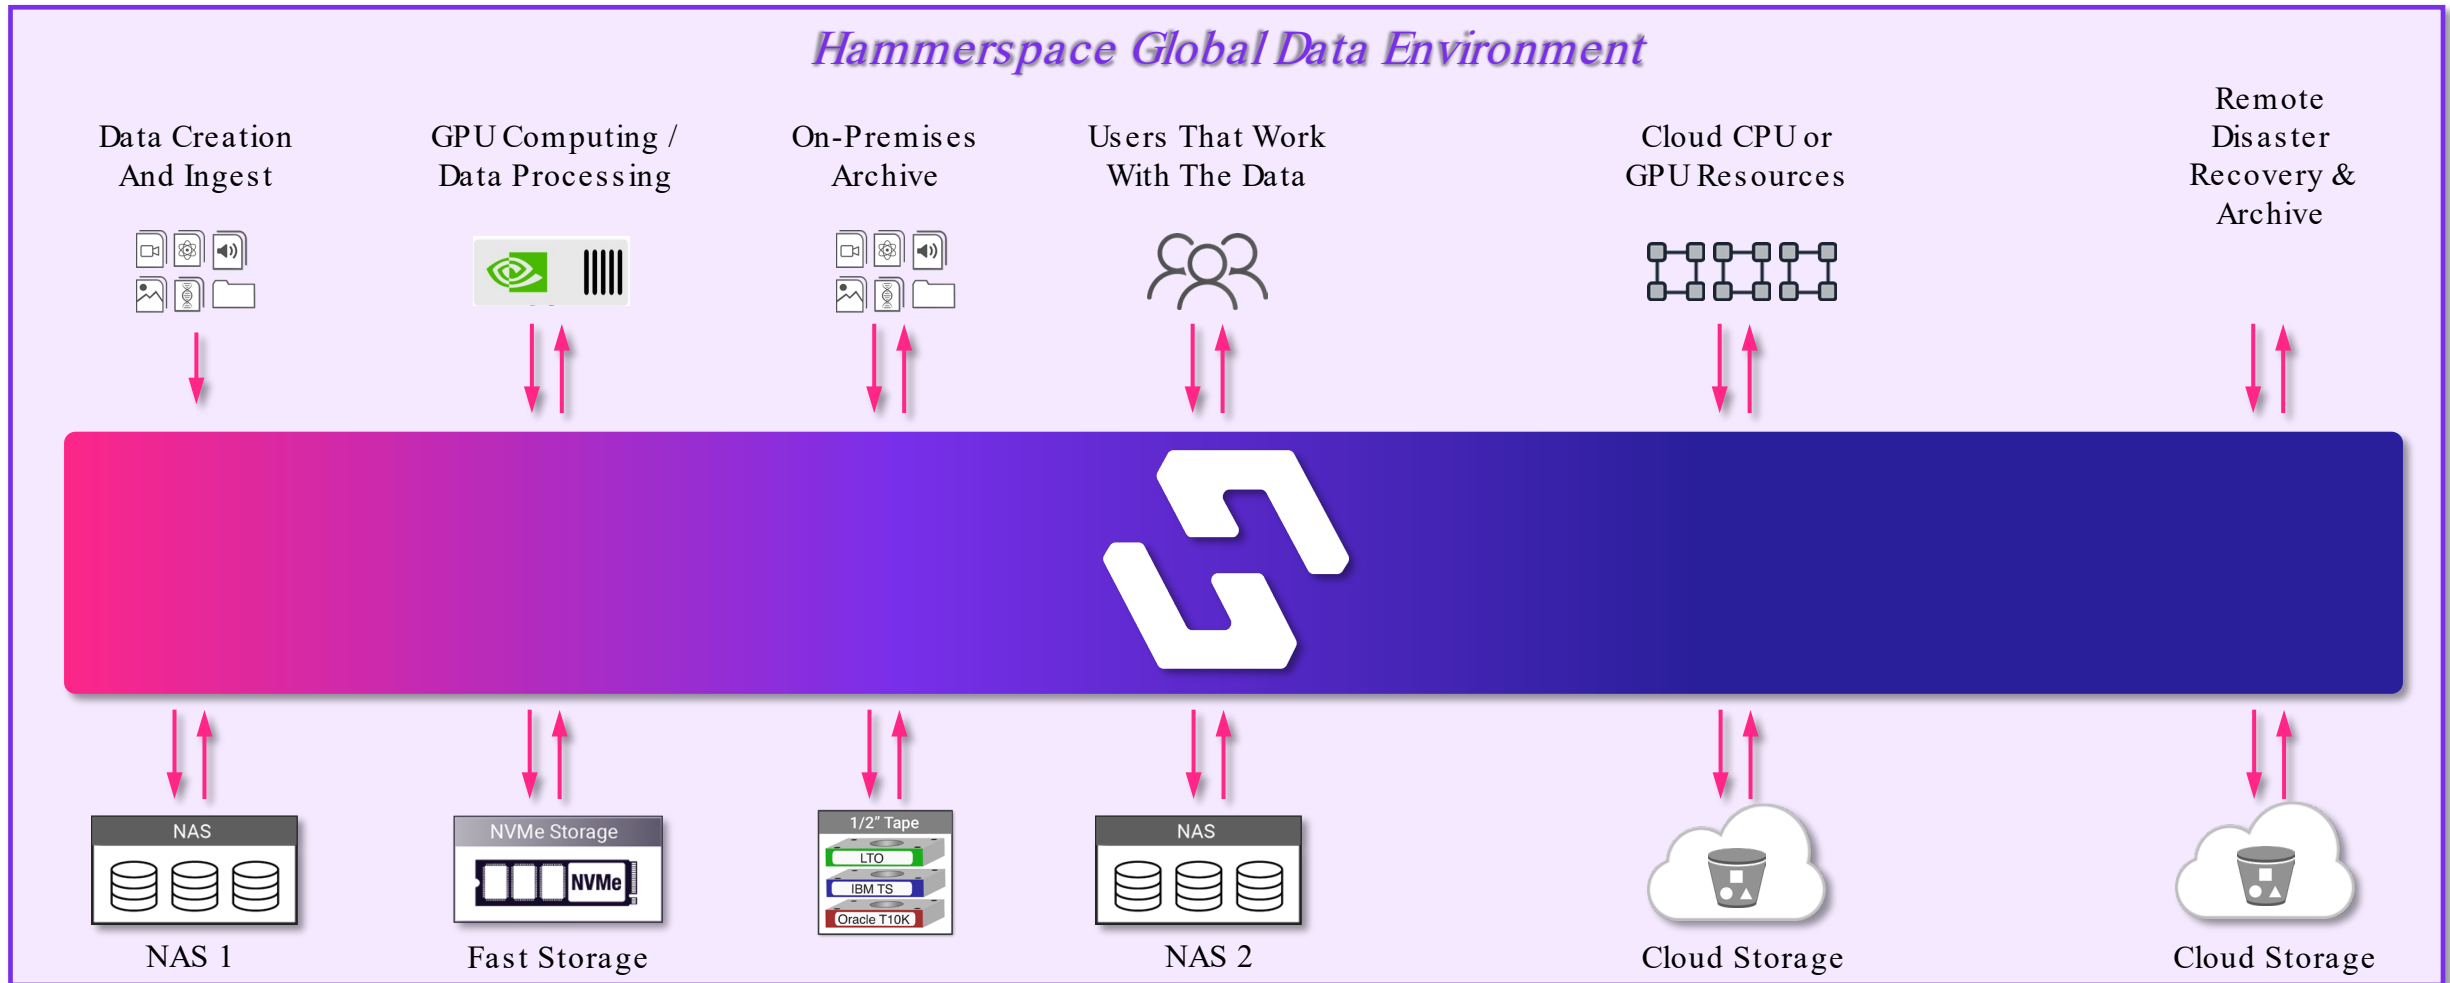 Hammerspace Global Data Environment
Data Creation
And Ingest
GPU Computing /
Data Processing
On-Premises
Archive
Users That Work
With The Data
Cloud CPU or
GPU Resources
Remote
Disaster
Recovery &
Archive
NAS
NVMe Storage
NVMe
1/2” Tape
LTO
IBM TS
Oracle T10K
NAS
NAS 1
Fast Storage
NAS 2
Cloud Storage
Cloud Storage